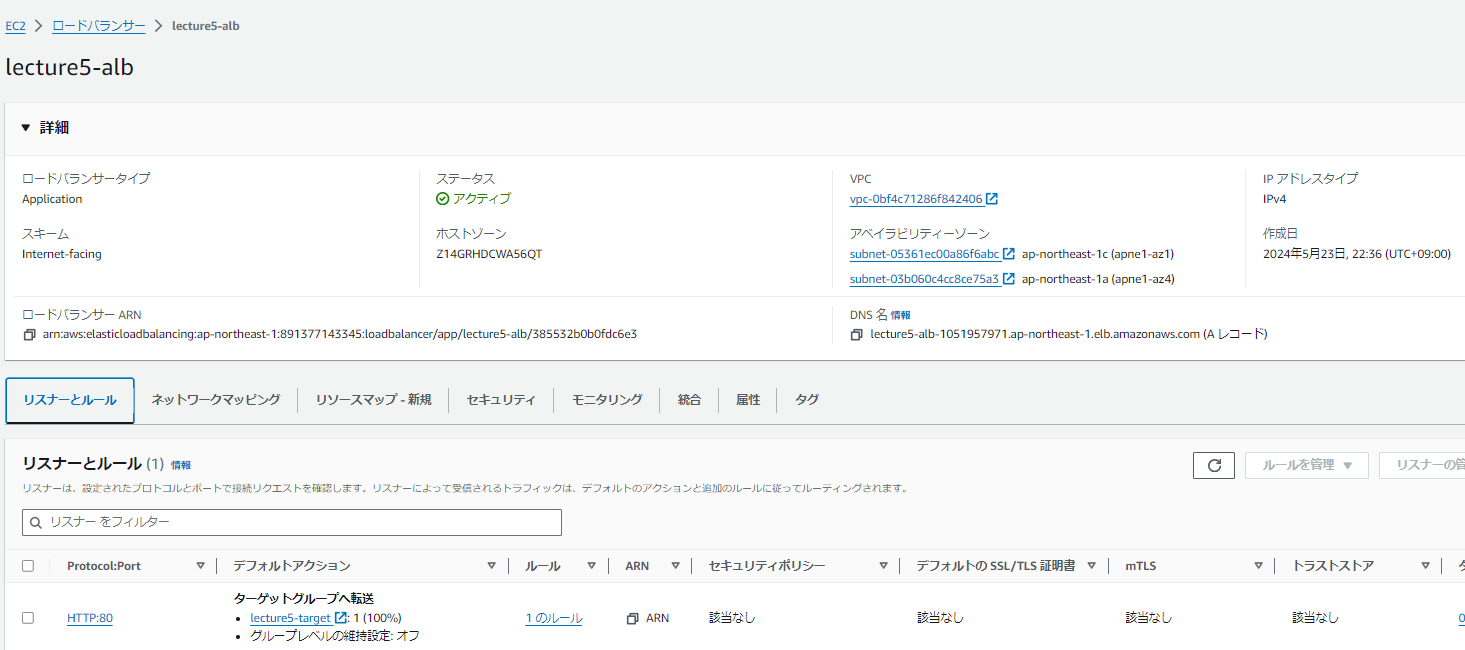 EC2 > ロードバランサー > lecture5-alb
lecture5-alb
詳細
ロードバランサータイプ
Application
ステータス
アクティブ
VPC
vpc-0bf4c71286f842406
IP アドレスタイプ
IPv4
スキーム
Internet-facing
ホストゾーン
Z14GRHDCWA56QT
アベイラビリティーゾーン
subnet-05361ec00a86f6abc ap-northeast-1c (apne1-az1)
subnet-03b060c4cc8ce75a3 ap-northeast-1a (apne1-az4)
作成日
2024年5月23日, 22:36 (UTC+09:00)
ロードバランサー ARN
arn:aws:elasticloadbalancing:ap-northeast-1:891377143345:loadbalancer/app/lecture5-alb/385532b0b0fdc6e3
DNS 名 情報
lecture5-alb-1051957971.ap-northeast-1.elb.amazonaws.com (A レコード)
リスナーとルール ネットワークマッピング リソースマップ - 新規 セキュリティ モニタリング 統合 属性 タグ
リスナーとルール (1) 情報
ルールを管理 リスナーの管
リスナーは、設定されたプロトコルとポートで接続リクエストを確認します。リスナーによって受信されるトラフィックは、デフォルトのアクションと追加のルールに従ってルーティングされます。
リスナー をフィルター
Protocol:Port デフォルトアクション ルール ARN セキュリティポリシー デフォルトの SSL/TLS 証明書 mTLS トラストストア タ
ターゲットグループへ転送
HTTP:80 • lecture5-target : 1 (100%) 1 のルール ARN 該当なし 該当なし 該当なし 該当なし 0
• グループレベルの維持設定: オフ